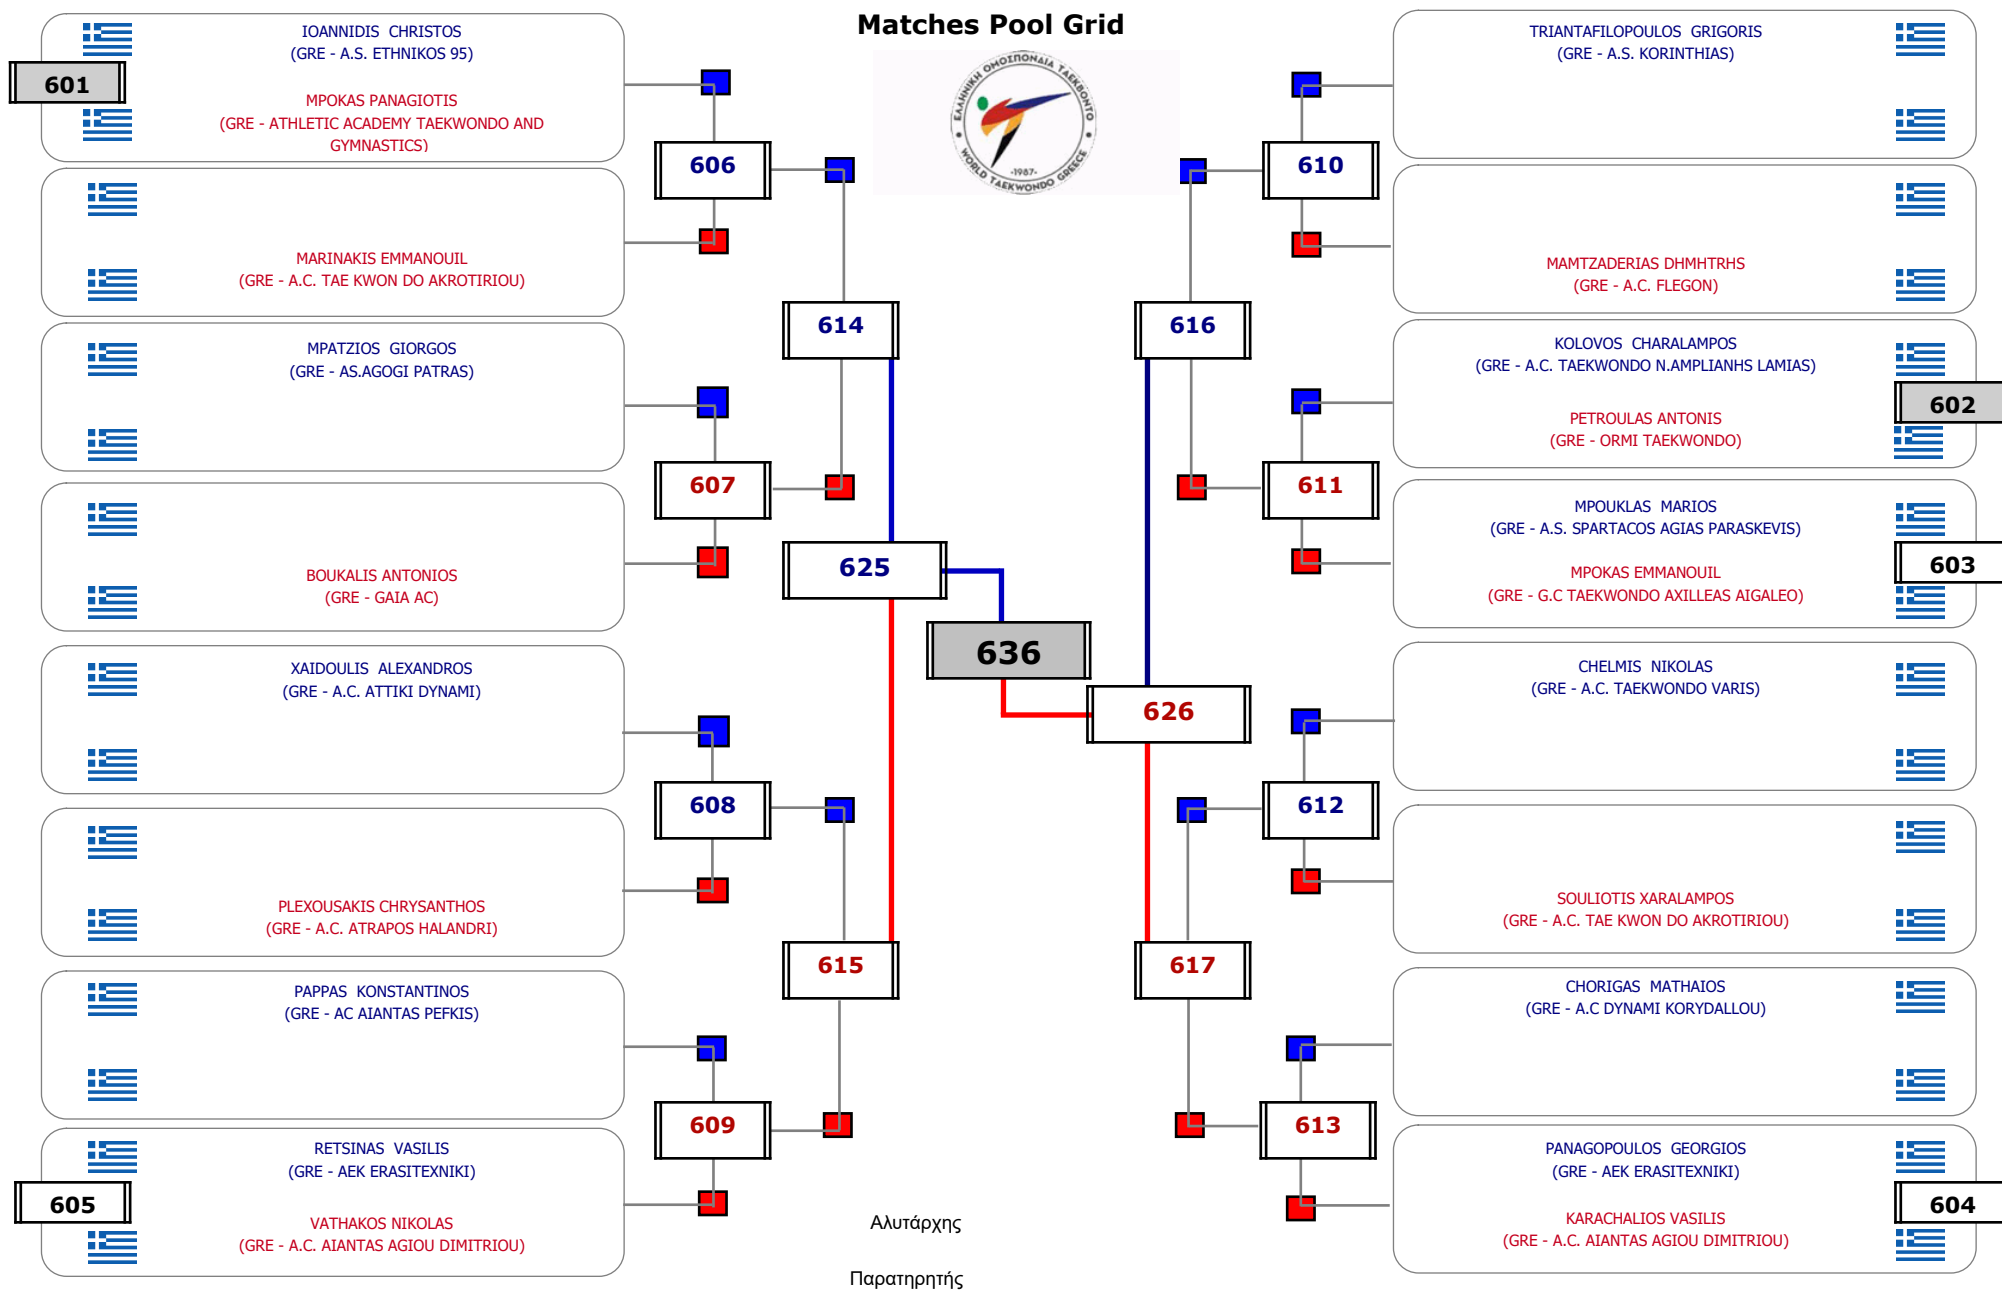 Matches Pool Grid
ΕΛΛΗΝΙΚΗ ΟΜΟΣΠΟΝΔΙΑ ΤΑΕΚΒΟΝΤΟ
WORLD TAEKWONDO GREECE
-1987-
601
IOANNIDIS CHRISTOS
(GRE - A.S. ETHNIKOS 95)
MPOKAS PANAGIOTIS
(GRE - ATHLETIC ACADEMY TAEKWONDO AND
GYMNASTICS)
MARINAKIS EMMANOUIL
(GRE - A.C. TAE KWON DO AKROTIRIOU)
MPATZIOS GIORGOS
(GRE - AS.AGOGI PATRAS)
BOUKALIS ANTONIOS
(GRE - GAIA AC)
XAIDOULIS ALEXANDROS
(GRE - A.C. ATTIKI DYNAMI)
PLEXOUSAKIS CHRYSANTHOS
(GRE - A.C. ATRAPOS HALANDRI)
PAPPAS KONSTANTINOS
(GRE - AC AIANTAS PEFKIS)
605
RETSINAS VASILIS
(GRE - AEK ERASITEXNIKI)
VATHAKOS NIKOLAS
(GRE - A.C. AIANTAS AGIOU DIMITRIOU)
606
607
608
609
614
615
625
636
626
616
617
610
611
612
613
TRIANTAFILOPOULOS GRIGORIS
(GRE - A.S. KORINTHIAS)
MAMTZADERIAS DHMHTRHS
(GRE - A.C. FLEGON)
KOLOVOS CHARALAMPOS
(GRE - A.C. TAEKWONDO N.AMPLIANHS LAMIAS)
602
PETROULAS ANTONIS
(GRE - ORMI TAEKWONDO)
MPOUKLAS MARIOS
(GRE - A.S. SPARTACOS AGIAS PARASKEVIS)
603
MPOKAS EMMANOUIL
(GRE - G.C TAEKWONDO AXILLEAS AIGALEO)
CHELMIS NIKOLAS
(GRE - A.C. TAEKWONDO VARIS)
SOULIOTIS XARALAMPOS
(GRE - A.C. TAE KWON DO AKROTIRIOU)
CHORIGAS MATHAIOS
(GRE - A.C DYNAMI KORYDALLOU)
PANAGOPOULOS GEORGIOS
(GRE - AEK ERASITEXNIKI)
604
KARACHALIOS VASILIS
(GRE - A.C. AIANTAS AGIOU DIMITRIOU)
Αλυτάρχης
Παρατηρητής